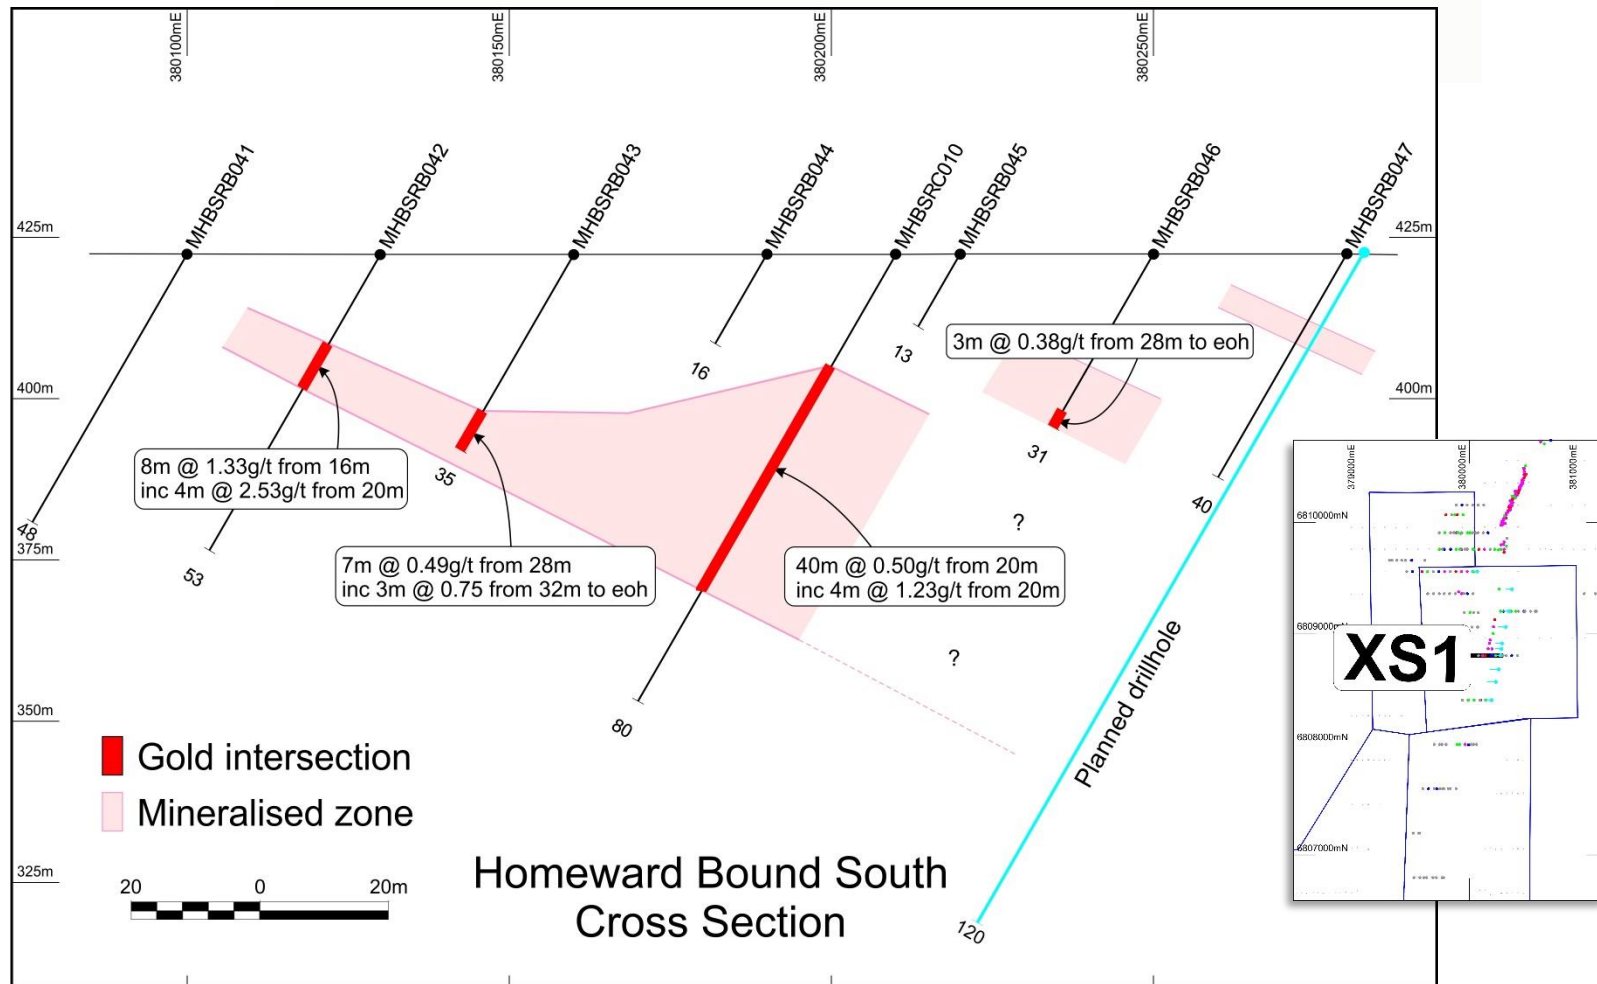 380100mE
380150mE
380200mE
380250mE
MHBSRB041
MHBSRB042
MHBSRB043
MHBSRB044
MHBSRC010
MHBSRB045
MHBSRB046
MHBSRB047
425m
425m
400m
400m
375m
350m
325m
16
13
3m @ 0.38g/t from 28m to eoh
31
35
40
48
53
80
120
8m @ 1.33g/t from 16m
inc 4m @ 2.53g/t from 20m
7m @ 0.49g/t from 28m
inc 3m @ 0.75 from 32m to eoh
40m @ 0.50g/t from 20m
inc 4m @ 1.23g/t from 20m
?
?
Planned drillhole
Gold intersection
Mineralised zone
20 0 20m
Homeward Bound South
Cross Section
379000mE
380000mE
381000mE
6810000mN
6809000mN
XS1
6808000mN
6807000mN